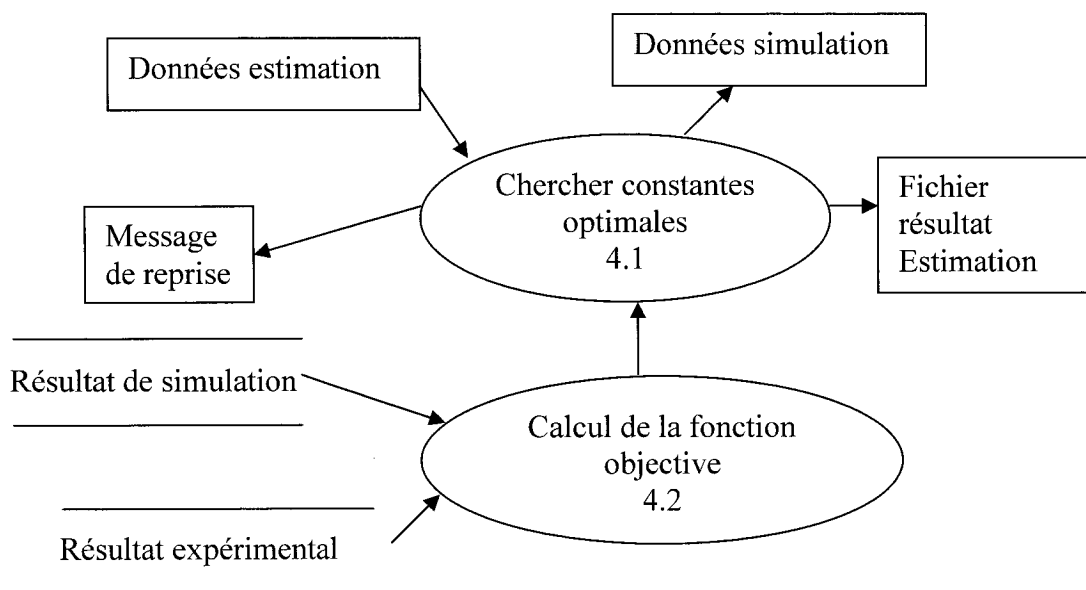 Données simulation
Données estimation
Chercher constantes
optimales
4.1
Fichier
résultat
Estimation
Message
de reprise
Résultat de simulation
Calcul de la fonction
objective
4.2
Résultat expérimental